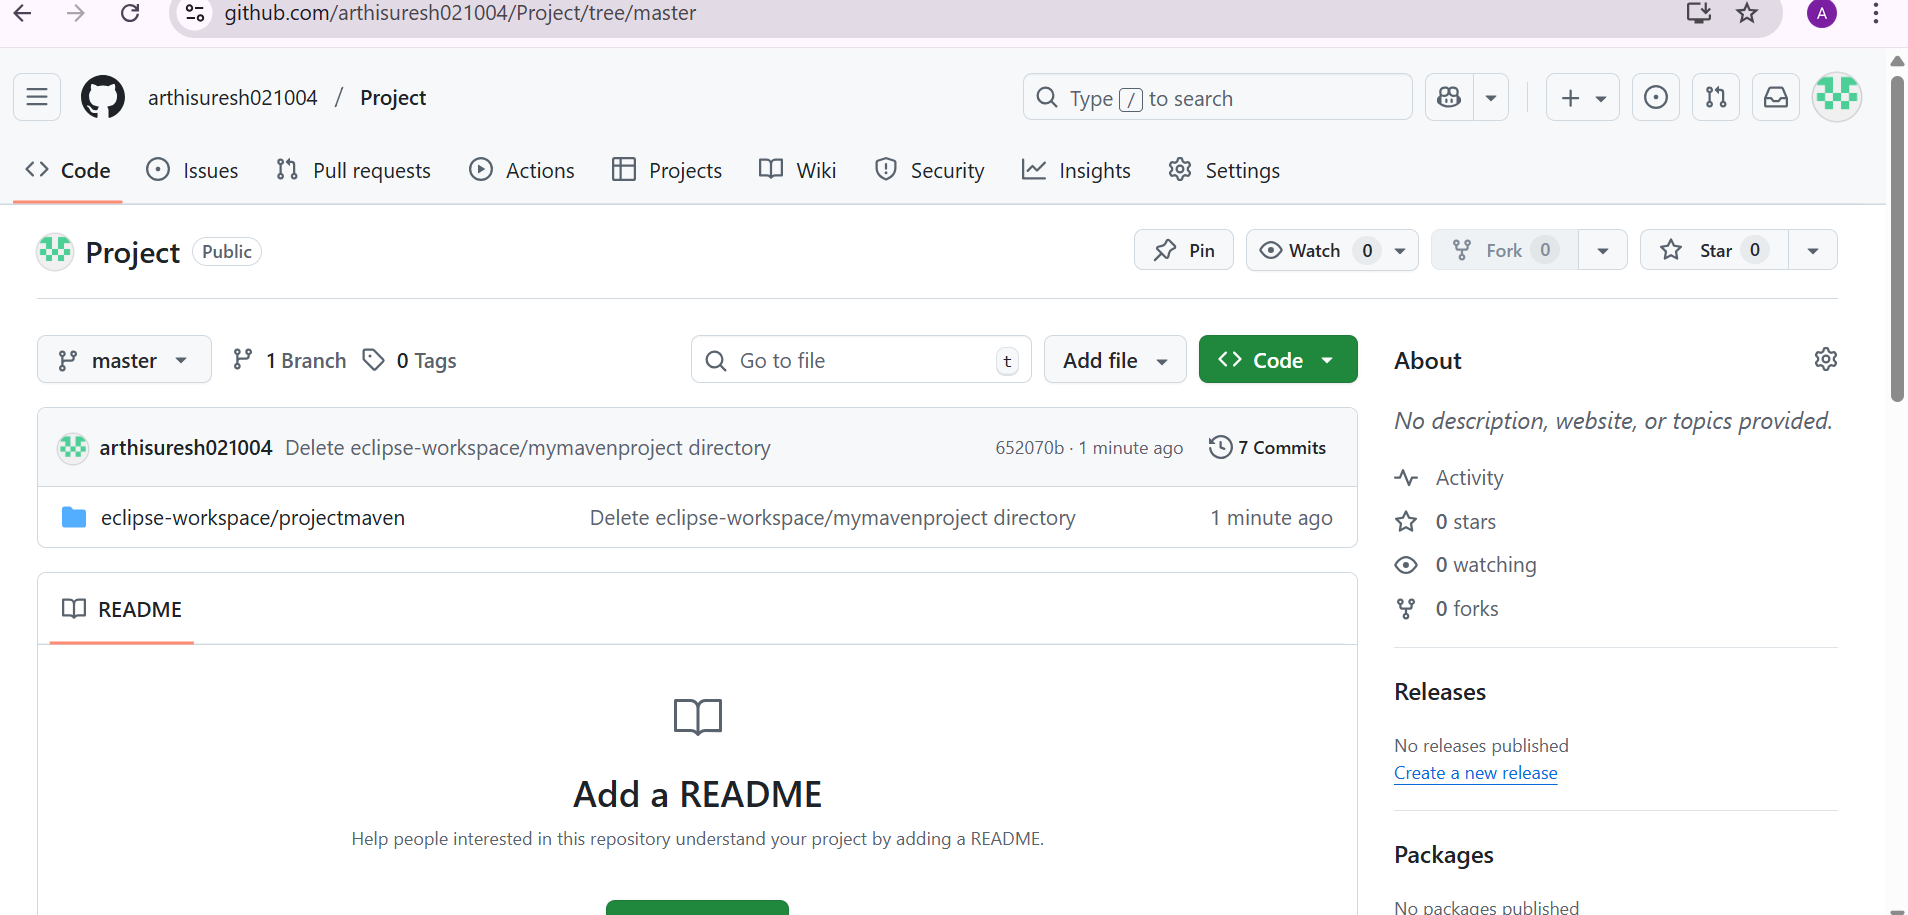 github.com/arthisuresh021004/Project/tree/master
A
arthisuresh021004 / Project
Type / to search
Code Issues Pull requests Actions Projects Wiki Security Insights Settings
Project Public
Pin Watch 0 Fork 0 Star 0
master 1 Branch 0 Tags Go to file t Add file Code
arthisuresh021004 Delete eclipse-workspace/mymavenproject directory 652070b · 1 minute ago 7 Commits
eclipse-workspace/projectmaven Delete eclipse-workspace/mymavenproject directory 1 minute ago
README
Add a README
Help people interested in this repository understand your project by adding a README.
About
No description, website, or topics provided.
Activity
0 stars
0 watching
0 forks
Releases
No releases published
Create a new release
Packages
No packages published